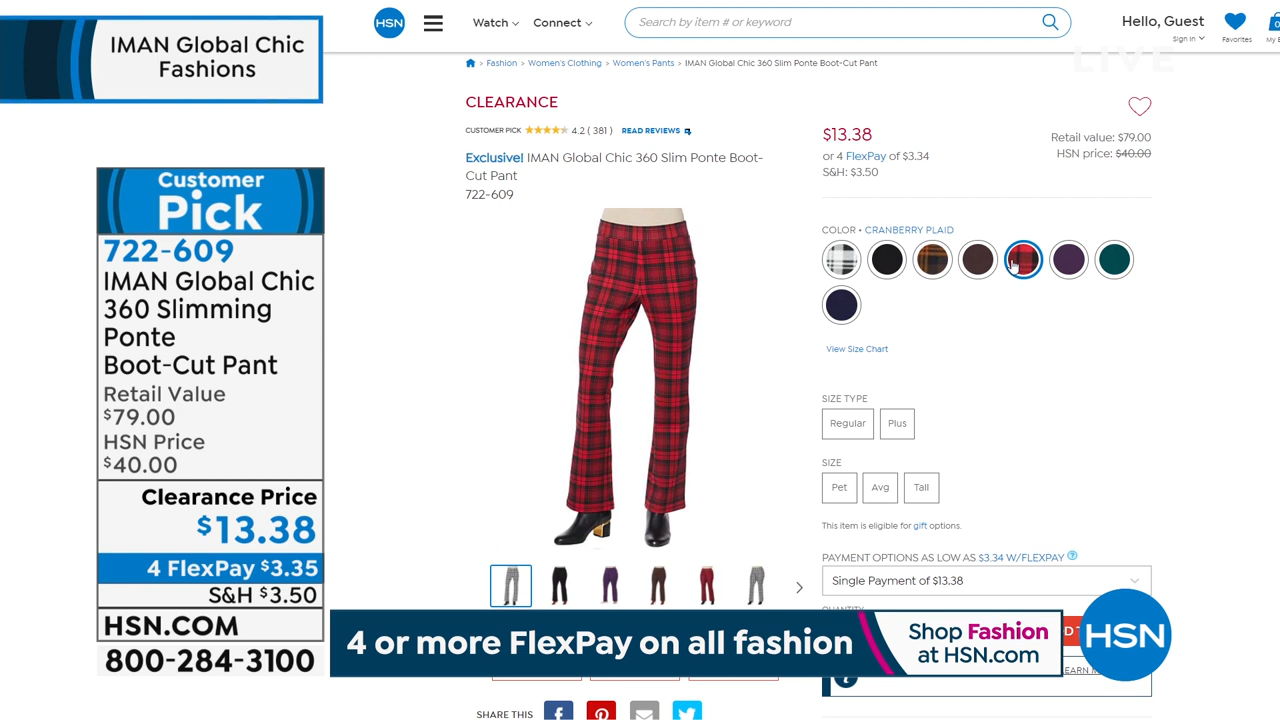 IMAN Global Chic
Fashions
Customer
Pick
722-609
IMAN Global Chic
360 Slimming
Ponte
Boot-Cut Pant
Retail Value
$79.00
HSN Price
$40.00
Clearance Price
$13.38
4 FlexPay $3.35
S&H $3.50
HSN.COM
800-284-3100
HSN
Watch
Connect
Search by item # or keyword
Hello, Guest
Sign In
Favorites
0
LIVE
> Fashion > Women's Clothing > Women's Pants > IMAN Global Chic 360 Slim Ponte Boot-Cut Pant
CLEARANCE
CUSTOMER PICK 4.2 ( 381 ) READ REVIEWS
Exclusive! IMAN Global Chic 360 Slim Ponte Boot-
Cut Pant
722-609
$13.38
or 4 FlexPay of $3.34
S&H: $3.50
Retail value: $79.00
HSN price: $40.00
COLOR • CRANBERRY PLAID
View Size Chart
SIZE TYPE
Regular Plus
SIZE
Pet Avg Tall
This item is eligible for gift options.
PAYMENT OPTIONS AS LOW AS $3.34 W/FLEXPAY ?
Single Payment of $13.38
QUANTITY
4 or more FlexPay on all fashion
Shop Fashion
at HSN.com
HSN
SHARE THIS